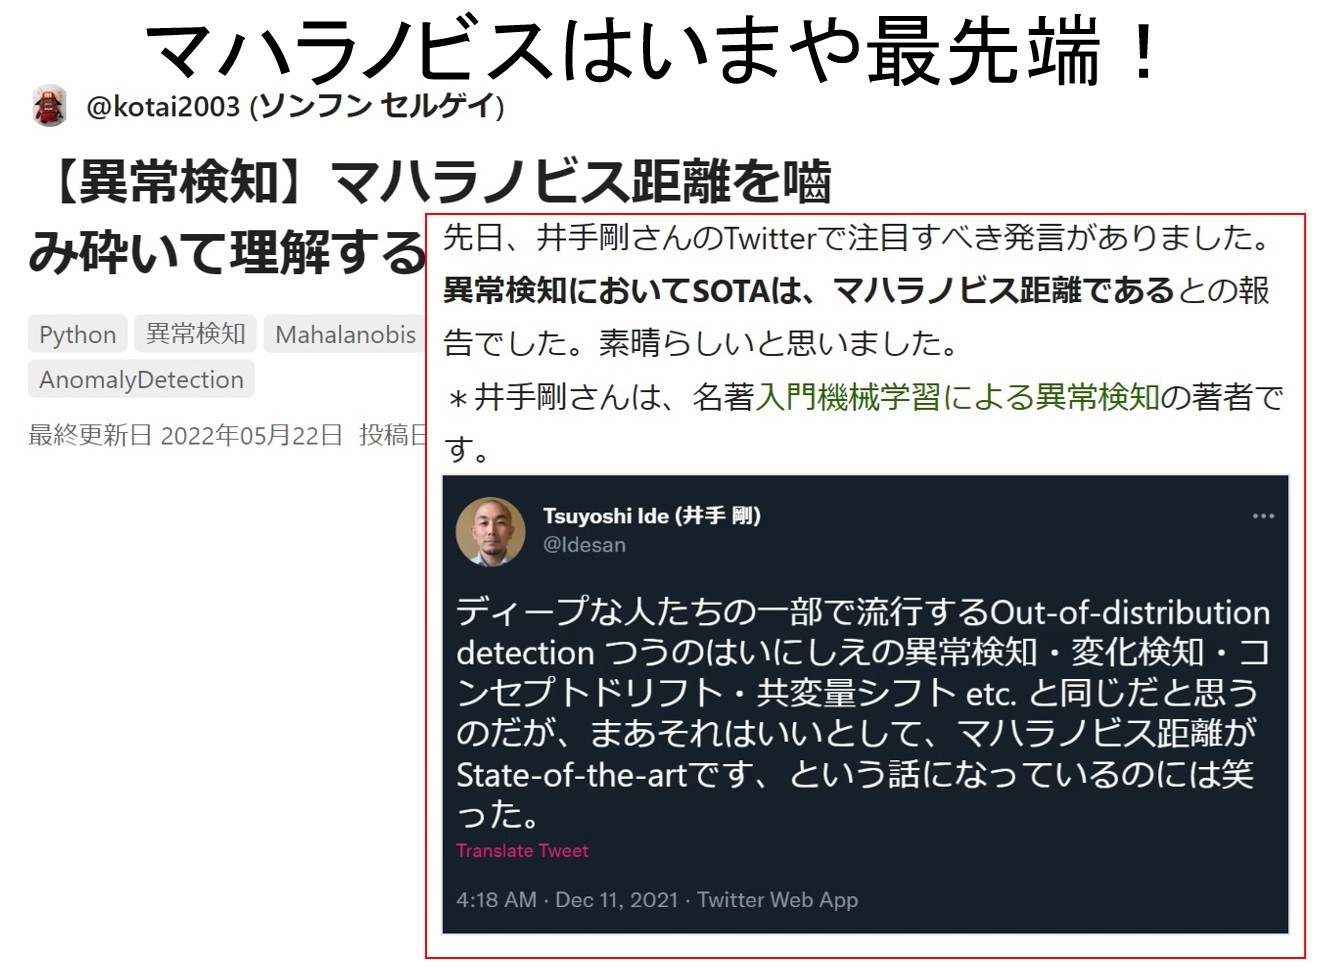 マハラノビスはいまや最先端！
@kotai2003 (ソンフン セルゲイ)
【異常検知】マハラノビス距離を嚙
み砕いて理解する
Python 異常検知 Mahalanobis
AnomalyDetection
最終更新日 2022年05月22日 投稿日
先日、井手剛さんのTwitterで注目すべき発言がありました。
異常検知においてSOTAは、マハラノビス距離であるとの報
告でした。素晴らしいと思いました。
＊井手剛さんは、名著入門機械学習による異常検知の著者で
す。
Tsuyoshi Ide (井手 剛)
@Idesan
ディープな人たちの一部で流行するOut-of-distribution
detection つうのはいにしえの異常検知・変化検知・コ
ンセプトドリフト・共変量シフト etc. と同じだと思う
のだが、まあそれはいいとして、マハラノビス距離が
State-of-the-artです、という話になっているのには笑
った。
Translate Tweet
4:18 AM · Dec 11, 2021 · Twitter Web App